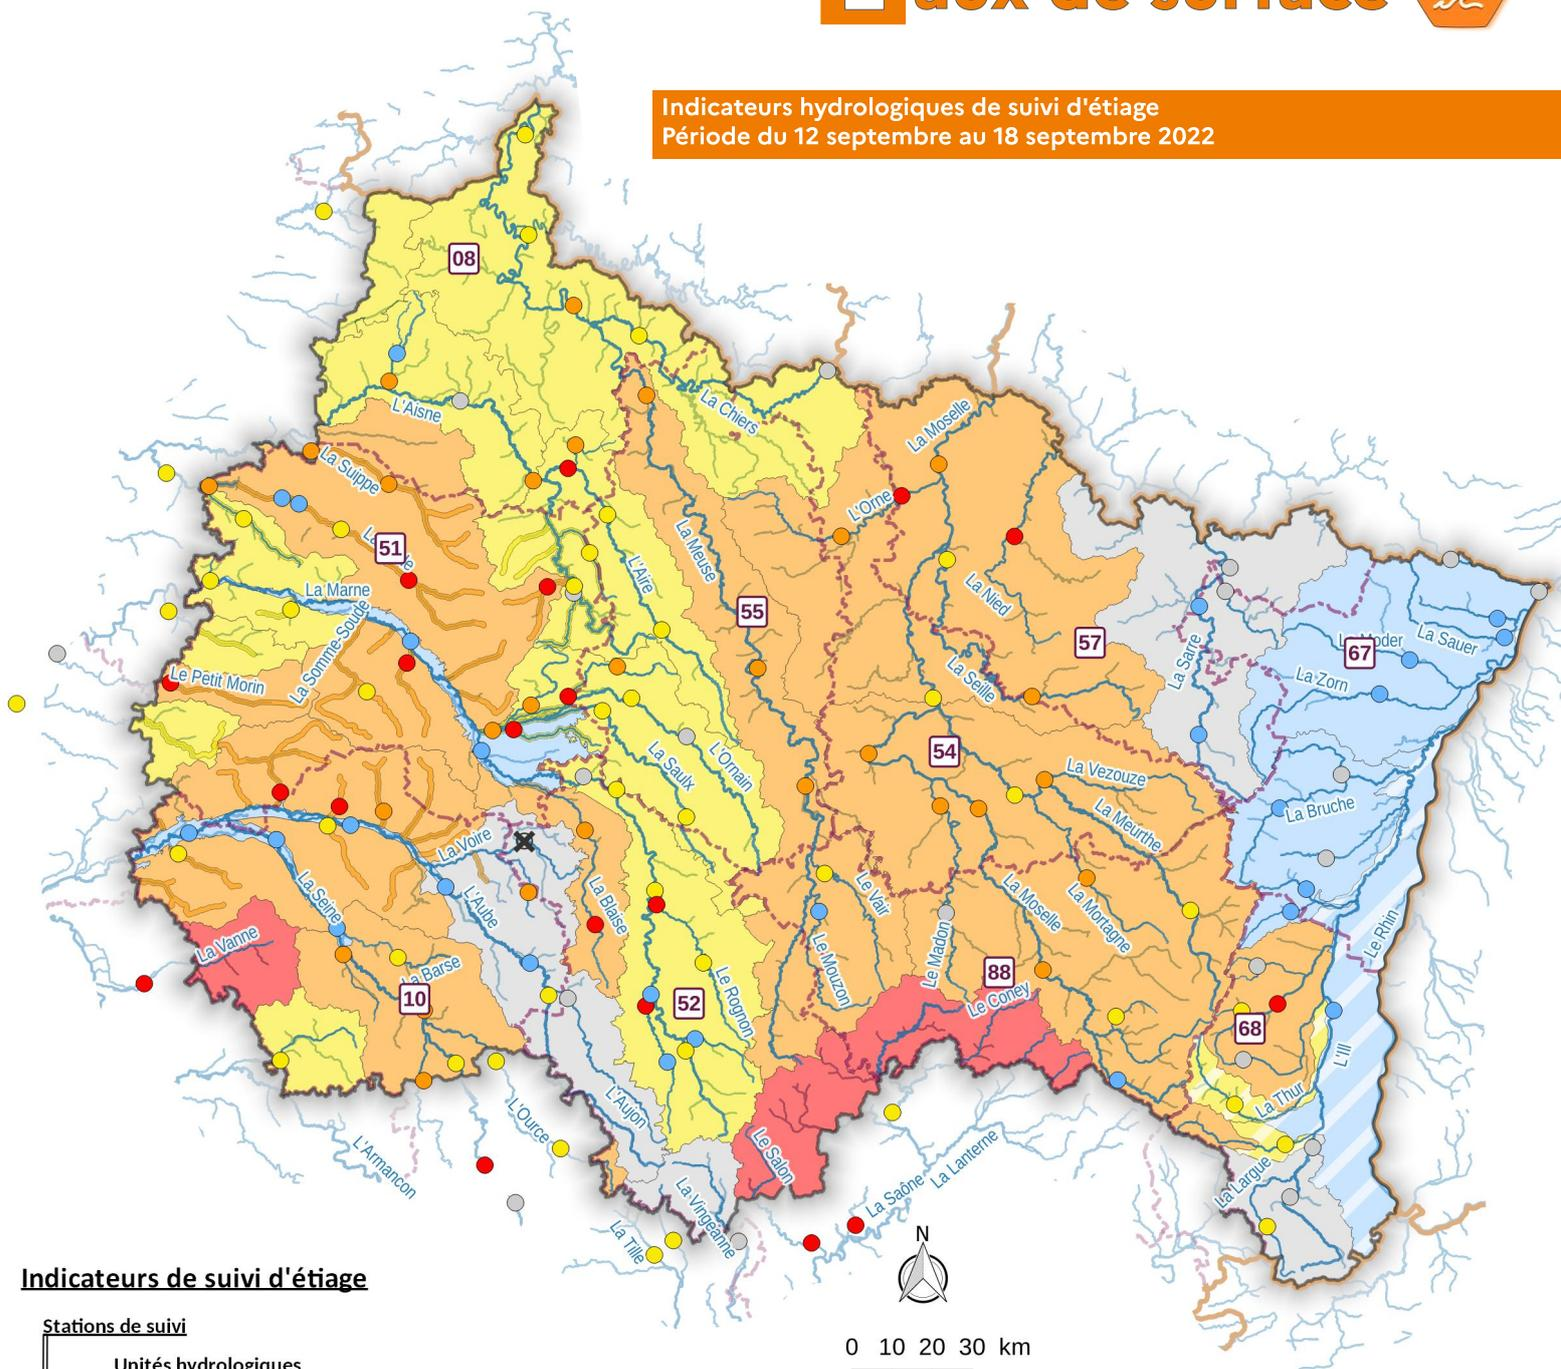 aux de surface
Indicateurs hydrologiques de suivi d'étiage
Période du 12 septembre au 18 septembre 2022
08
La Chiers
L'Aisne
La Moselle
La Suippe
L'Orne
La
51
le
La Meuse
L'Aire
La Marne
La Nied
55
La Somme-Soude
57
67
La Sauer
La Sarre
Le Petit Morin
La Seille
La Zorn
54
L'Ornain
La Saulx
La Vezouze
La Meurthe
La Bruche
La Voire
La Seine
L'Aube
La Blaise
Le Vair
La Moselle
La Mortagne
Le Rhin
La Vanne
La Barse
Le Mouzon
Le Madon
88
Le Coney
10
52
Le Rognon
68
L'Ill
La Thur
L'Aujon
L'Ource
Le Salon
L'Armançon
La Largue
La Lanterne
La Saône
La Vingeanne
La Tille
N
Indicateurs de suivi d'étiage
Stations de suivi
Unités hydrologiques
0 10 20 30 km